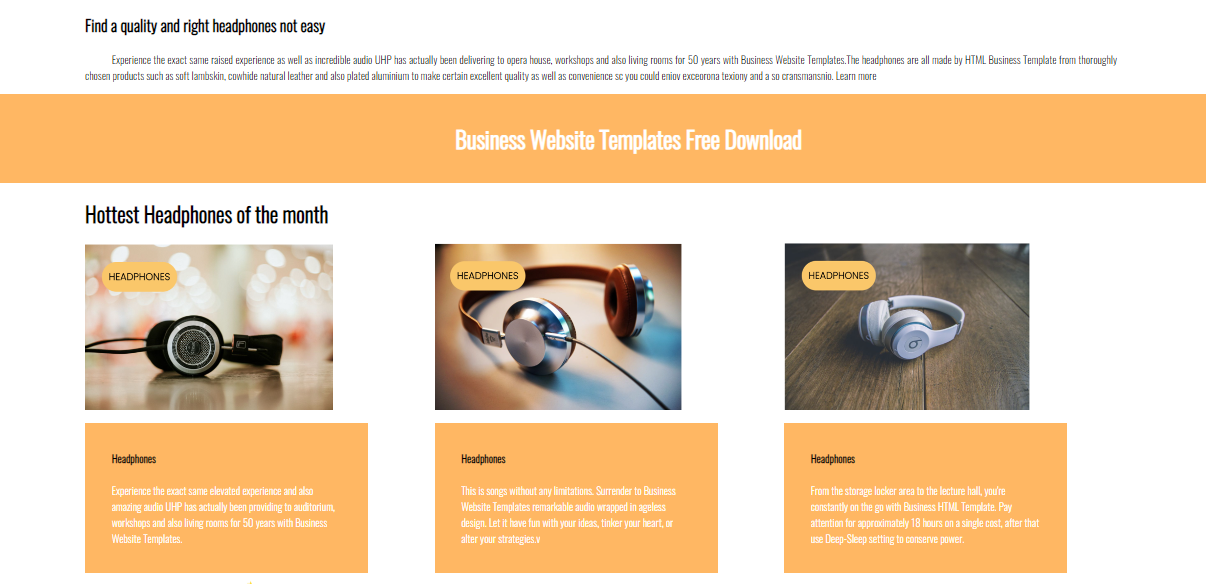 Find a quality and right headphones not easy
Experience the exact same raised experience as well as incredible audio UHP has actually been delivering to opera house, workshops and also living rooms for 50 years with Business Website Templates.The headphones are all made by HTML Business Template from thoroughly
chosen products such as soft lambskin, cowhide natural leather and also plated aluminium to make certain excellent quality as well as convenience sc you could eniov exceorona texiony and a so cransmansnio. Learn more
Business Website Templates Free Download
Hottest Headphones of the month
HEADPHONES
HEADPHONES
HEADPHONES
Headphones
Experience the exact same elevated experience and also
amazing audio UHP has actually been providing to auditorium,
workshops and also living rooms for 50 years with Business
Website Templates.
Headphones
This is songs without any limitations. Surrender to Business
Website Templates remarkable audio wrapped in ageless
design. Let it have fun with your ideas, tinker your heart, or
alter your strategies.v
Headphones
From the storage locker area to the lecture hall, you're
constantly on the go with Business HTML Template. Pay
attention for approximately 18 hours on a single cost, after that
use Deep-Sleep setting to conserve power.